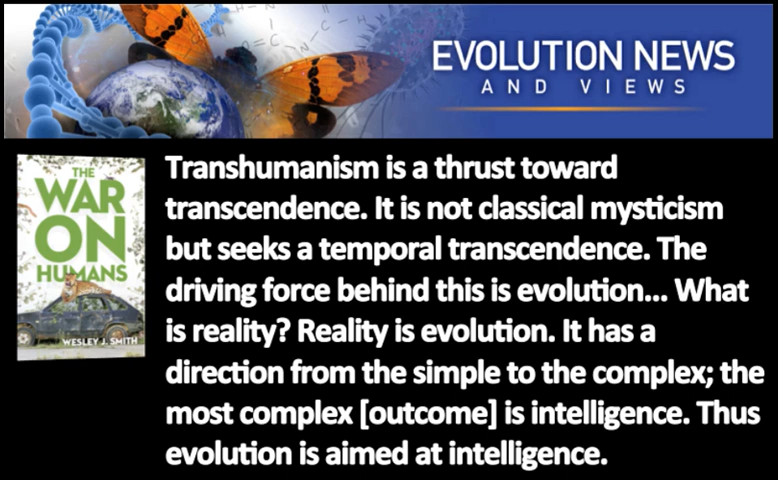 EVOLUTION NEWS
AND VIEWS
THE
WAR
ON
HUMANS
WESLEY J. SMITH
Transhumanism is a thrust toward
transcendence. It is not classical mysticism
but seeks a temporal transcendence. The
driving force behind this is evolution... What
is reality? Reality is evolution. It has a
direction from the simple to the complex; the
most complex [outcome] is intelligence. Thus
evolution is aimed at intelligence.